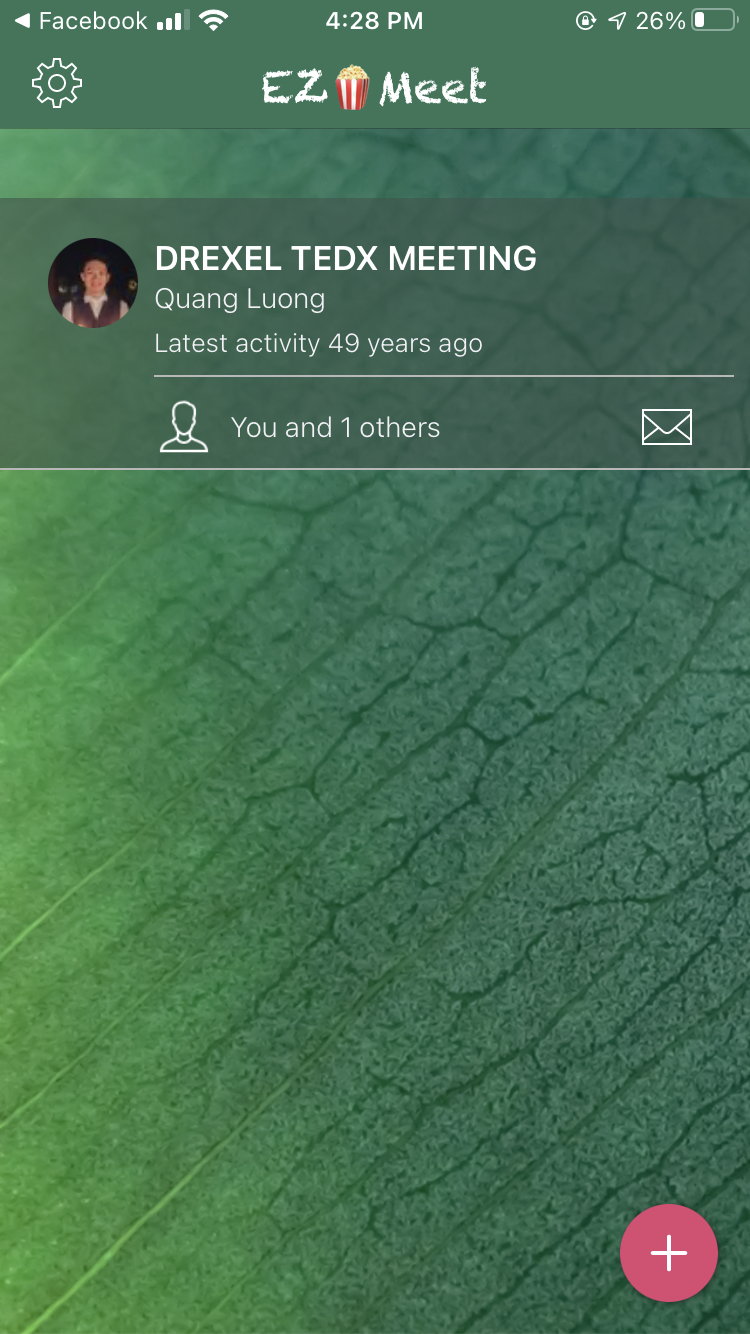 Facebook 4:28 PM 26%
EZ Meet
DREXEL TEDX MEETING
Quang Luong
Latest activity 49 years ago
You and 1 others